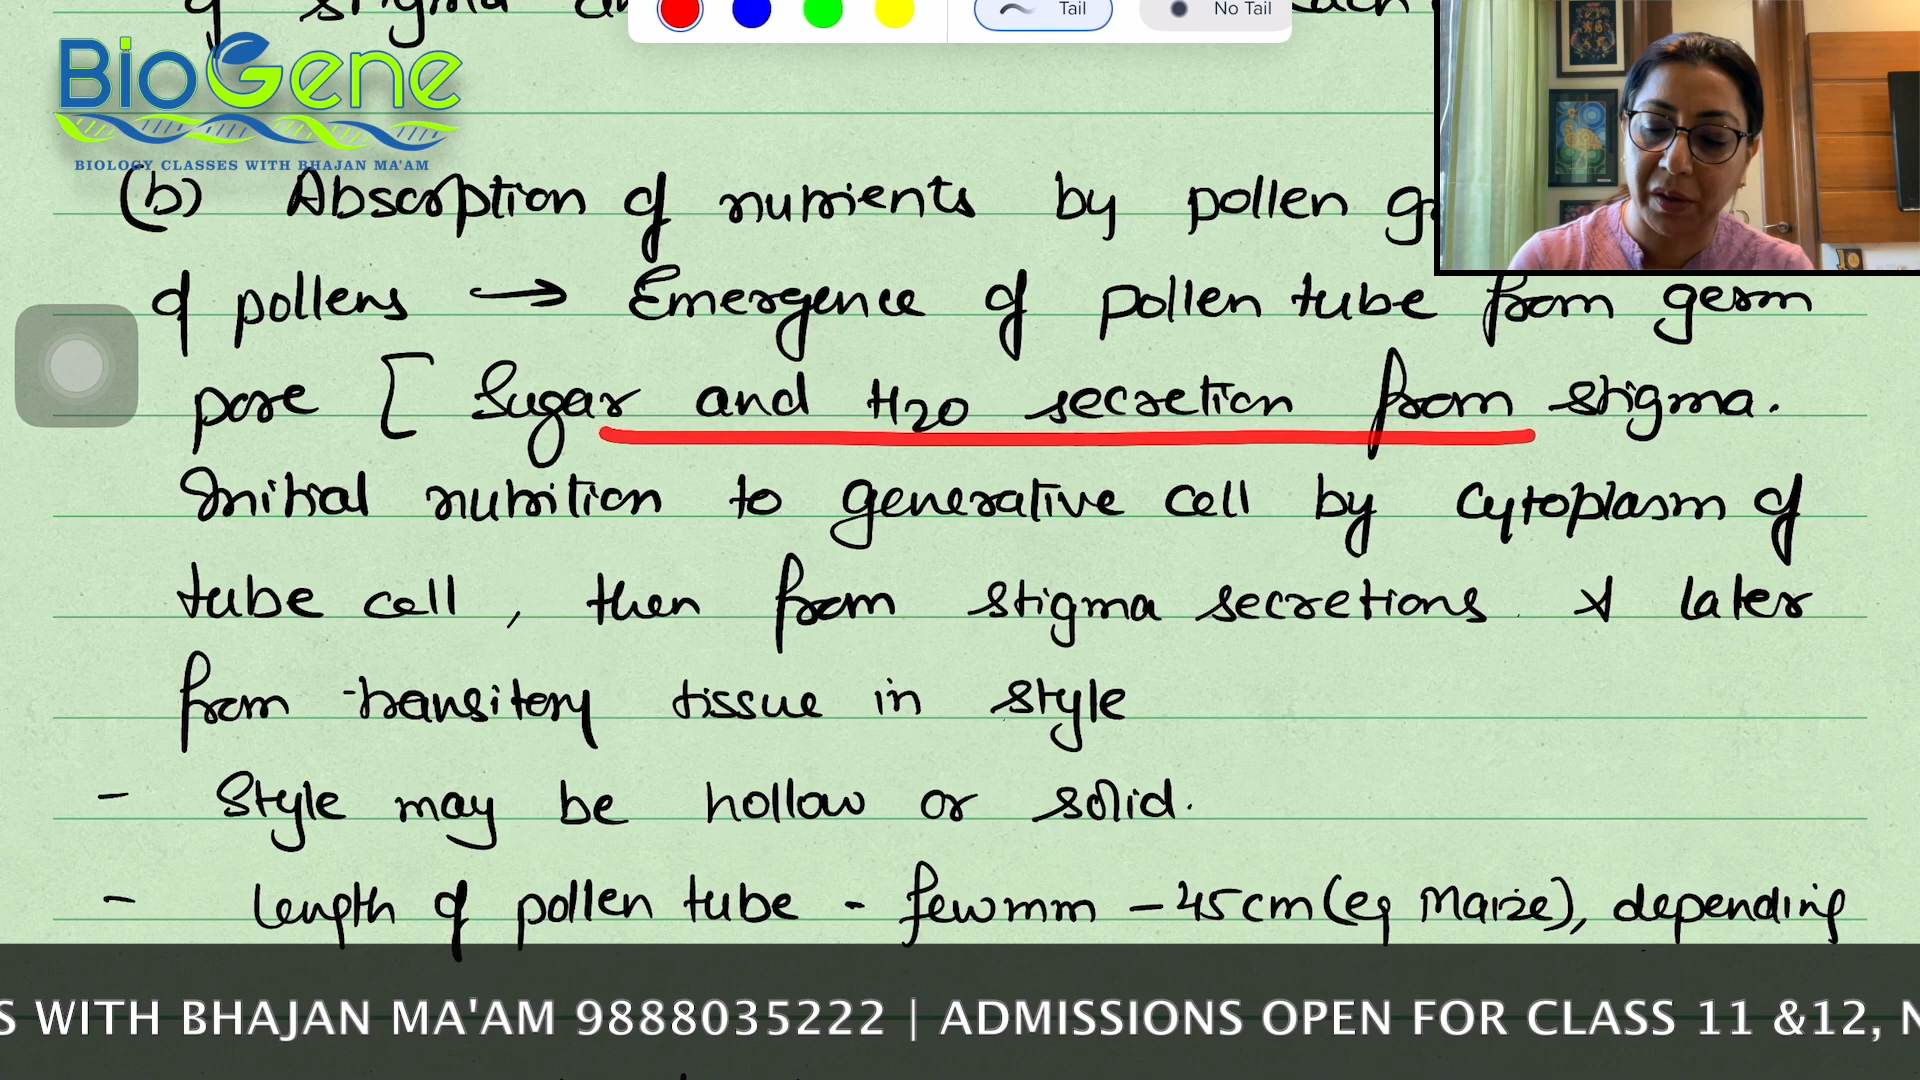 of stigma
Tail
No Tail
BioGene
BIOLOGY CLASSES WITH BHAJAN MA'AM
(b) Absorption of nutrients by pollen
of pollens → Emergence of pollen tube from germ
pore [ Sugar and H2O secretion from stigma.
Initial nutrition to generative cell by cytoplasm of
tube cell, then from stigma secretions & later
from transitory tissue in style
- Style may be hollow or solid.
- Length of pollen tube - few mm - 45 cm (eg Maize), depending
S WITH BHAJAN MA'AM 9888035222 | ADMISSIONS OPEN FOR CLASS 11 &12, N